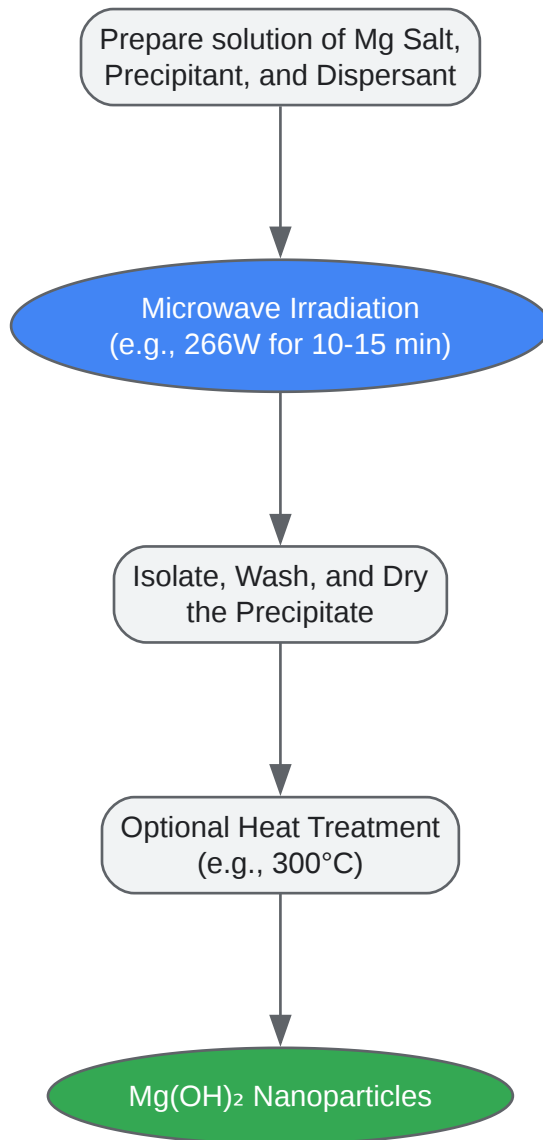 Prepare solution of Mg Salt,
Precipitant, and Dispersant
Microwave Irradiation
(e.g., 266W for 10-15 min)
Isolate, Wash, and Dry
the Precipitate
Optional Heat Treatment
(e.g., 300°C)
Mg(OH)₂ Nanoparticles